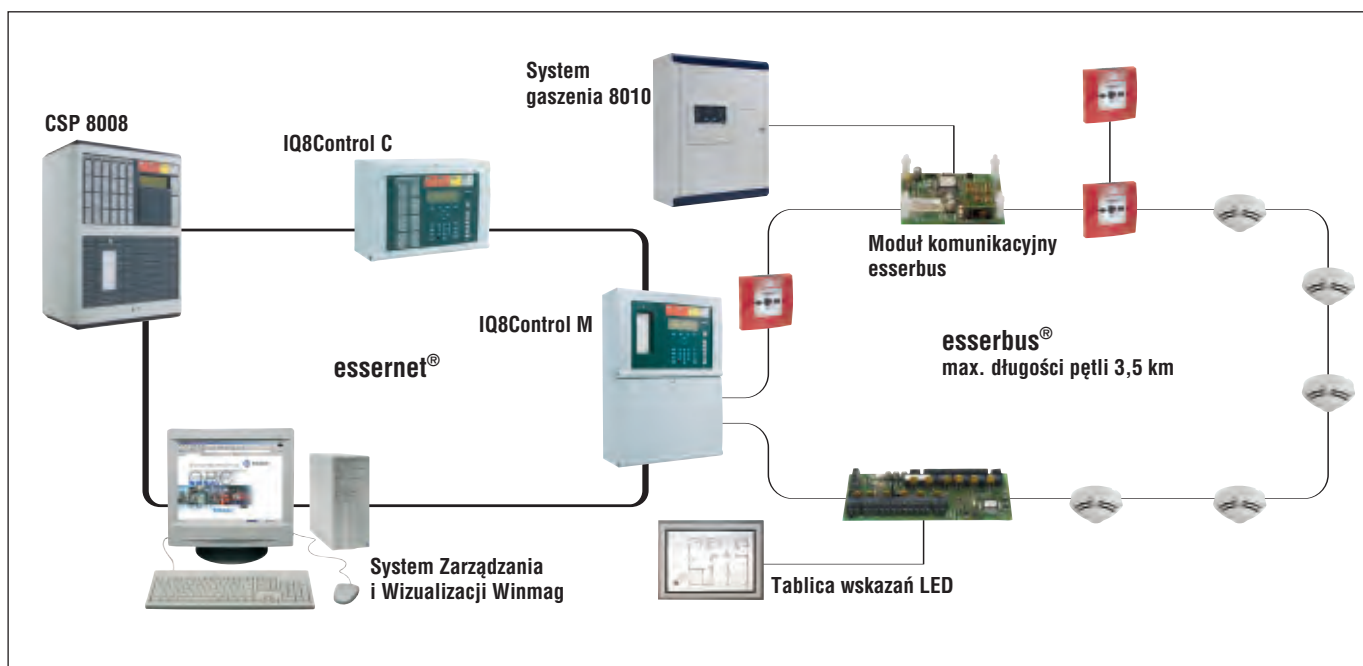 System
gaszenia 8010
CSP 8008
IQ8Control C
Moduł komunikacyjny
esserbus
IQ8Control M
essernet®
esserbus®
max. długości pętli 3,5 km
System Zarządzania
i Wizualizacji Winmag
Tablica wskazań LED